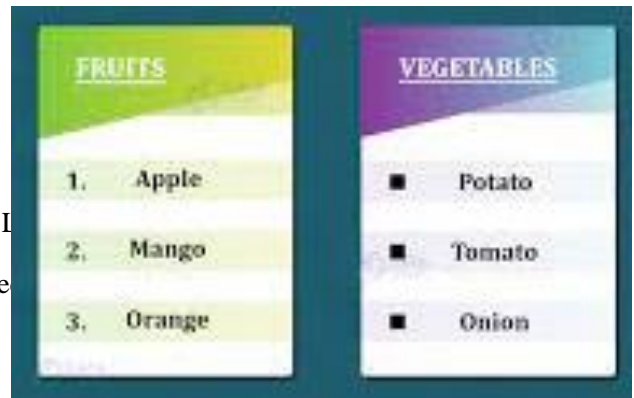 FRUITS
1. Apple
2. Mango
3. Orange
VEGETABLES
■ Potato
■ Tomato
■ Onion